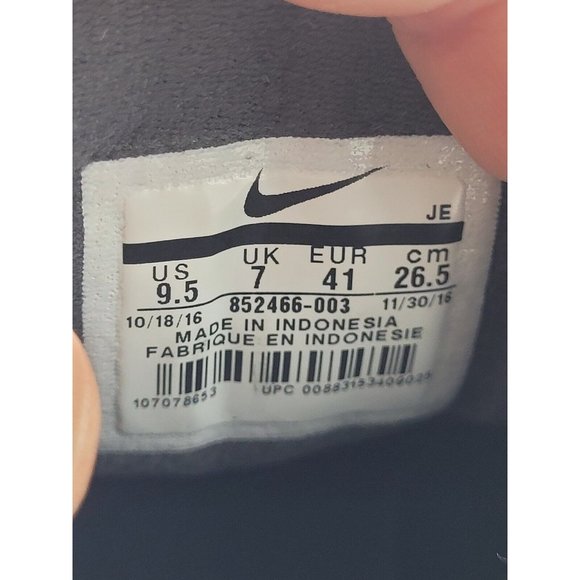 JE
US UK EUR cm
9.5 7 41 26.5
10/18/16 852466-003 11/30/16
MADE IN INDONESIA
FABRIQUE EN INDONESIE
107078653 UPC